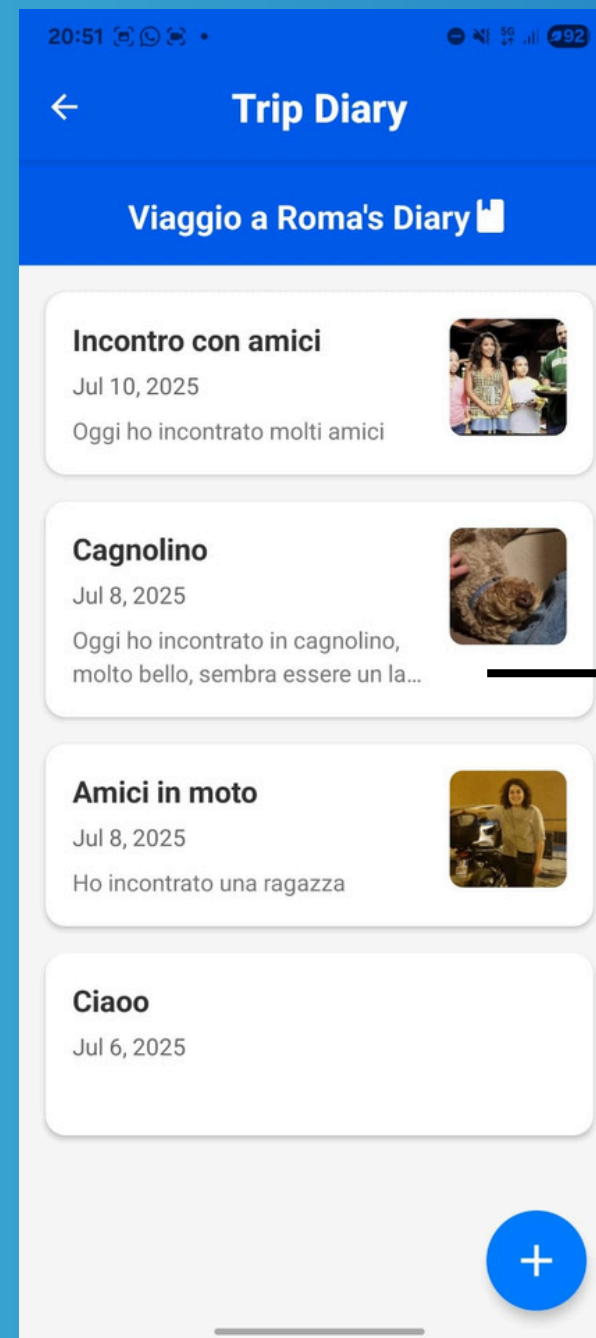 20:51
5G
92
Trip Diary
Viaggio a Roma's Diary
Incontro con amici
Jul 10, 2025
Oggi ho incontrato molti amici
Cagnolino
Jul 8, 2025
Oggi ho incontrato in cagnolino,
molto bello, sembra essere un la…
Amici in moto
Jul 8, 2025
Ho incontrato una ragazza
Ciaoo
Jul 6, 2025
+